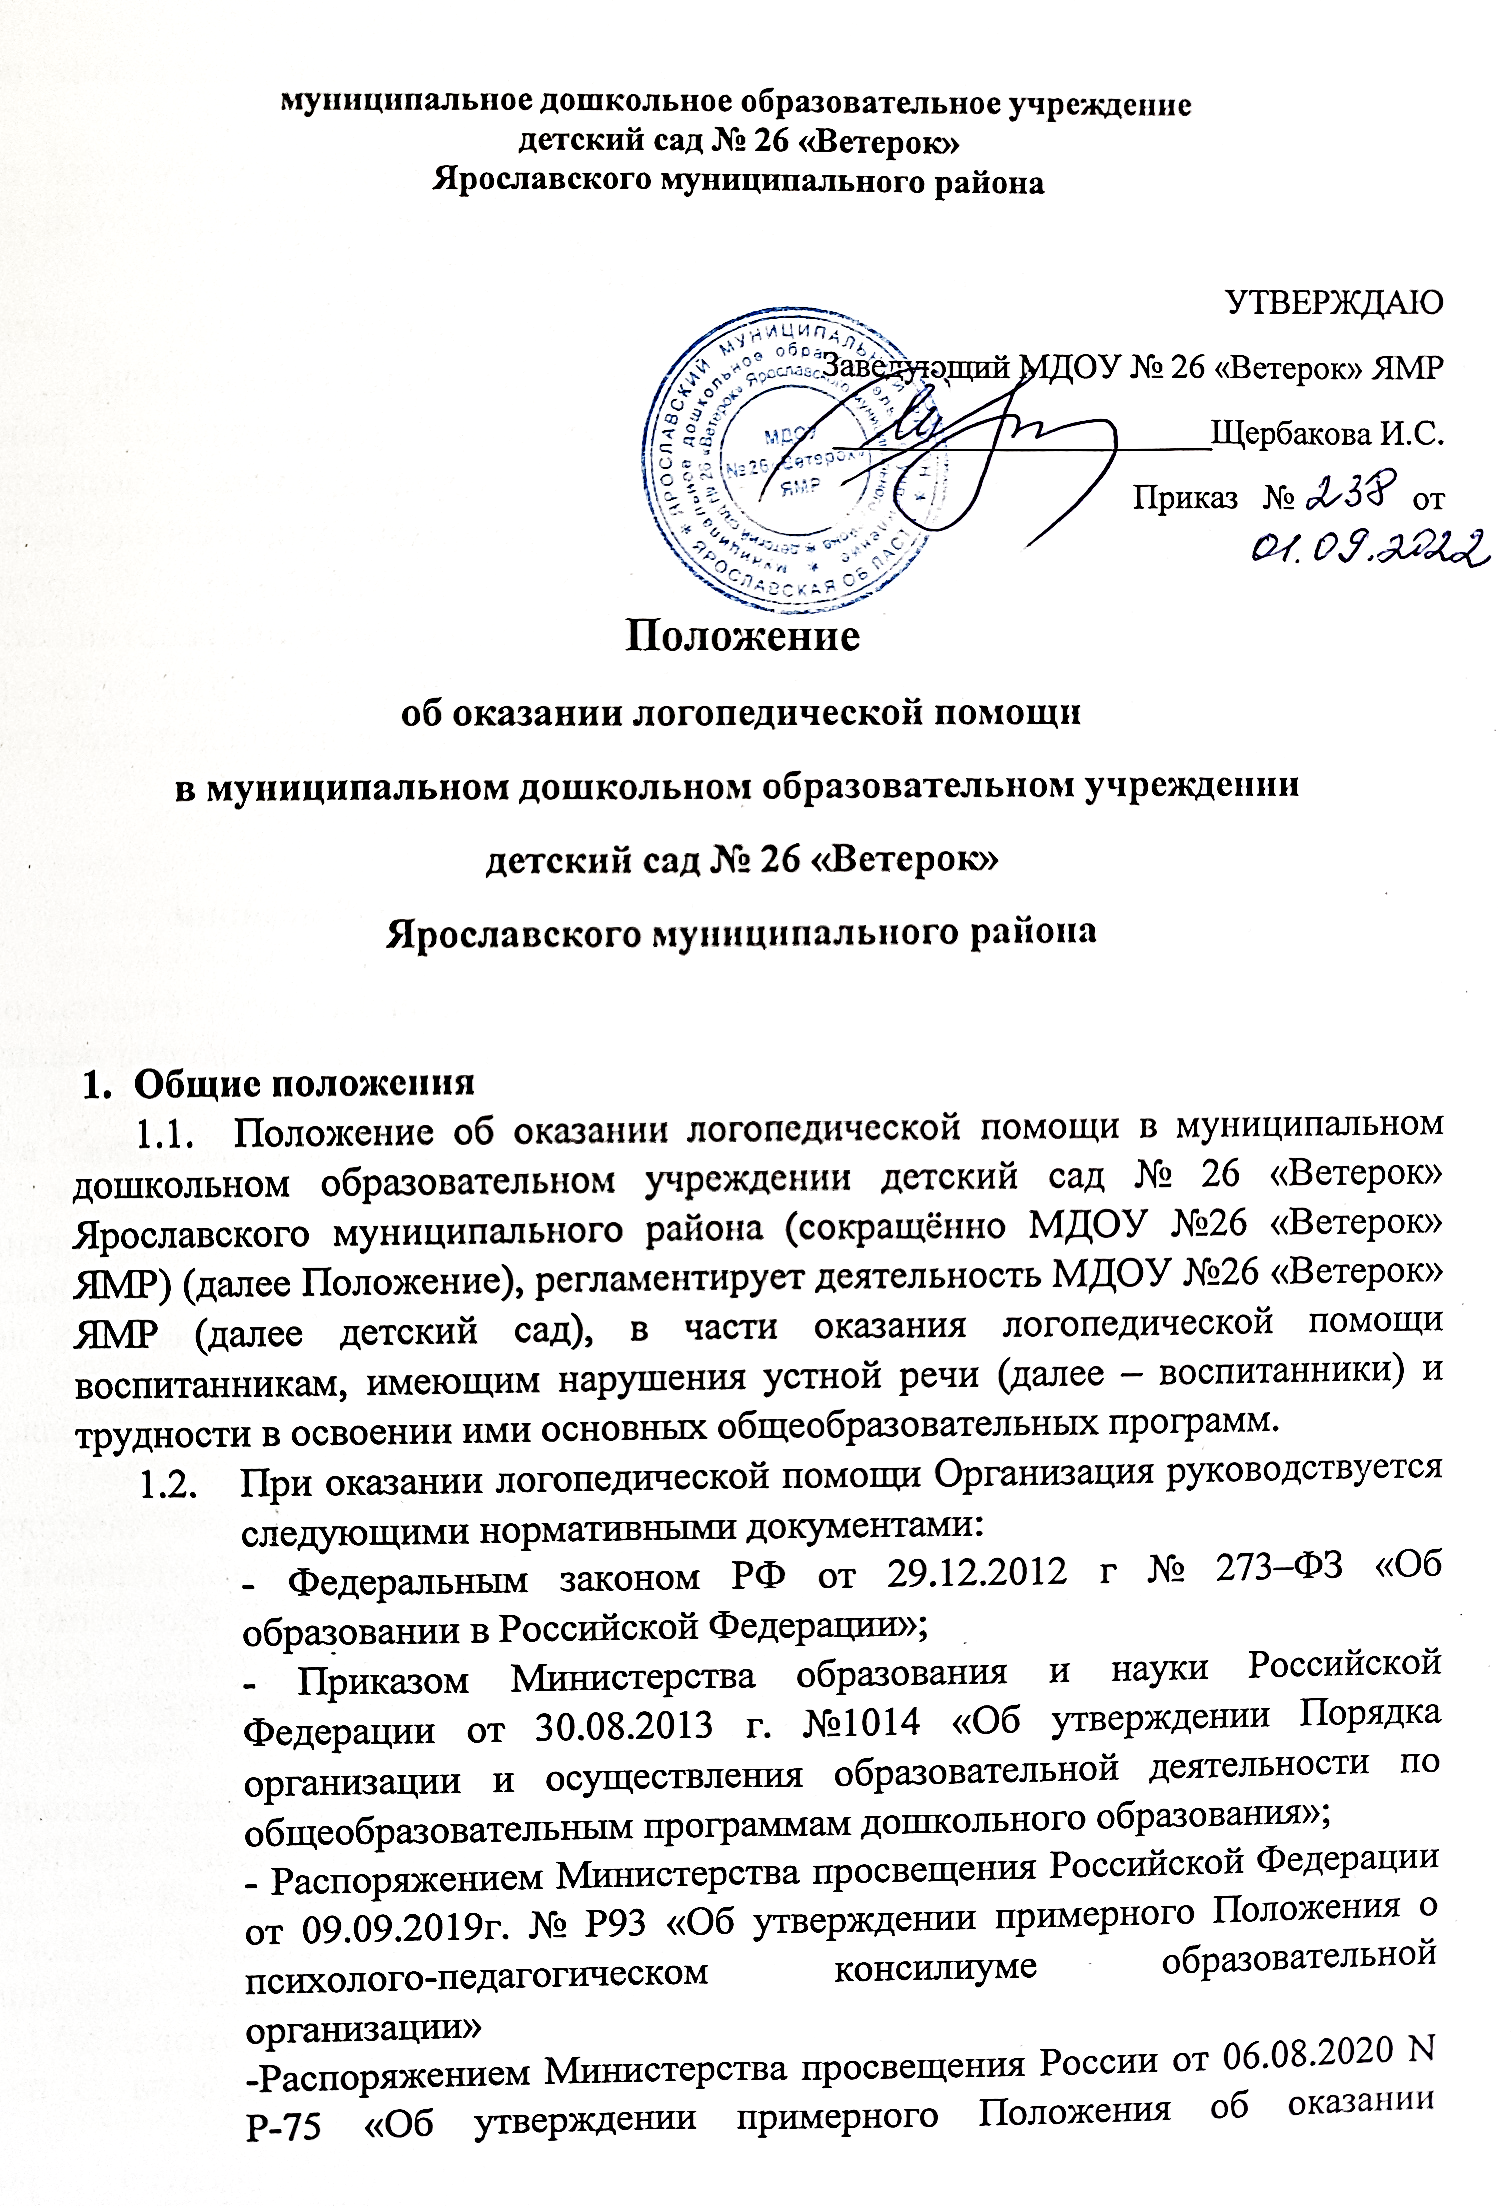 муниципальное дошкольное образовательное учреждение
детский сад № 26 «Ветерок»
Ярославского муниципального района
УТВЕРЖДАЮ
Заведующий МДОУ № 26 «Ветерок» ЯМР
Щербакова И.С.
Приказ № 238 от
01.09.2022
МДОУ
№ 26 «Ветерок»
ЯМР
Положение
об оказании логопедической помощи
в муниципальном дошкольном образовательном учреждении
детский сад № 26 «Ветерок»
Ярославского муниципального района
1. Общие положения
1.1. Положение об оказании логопедической помощи в муниципальном
дошкольном образовательном учреждении детский сад № 26 «Ветерок»
Ярославского муниципального района (сокращённо МДОУ №26 «Ветерок»
ЯМР) (далее Положение), регламентирует деятельность МДОУ №26 «Ветерок»
ЯМР (далее детский сад), в части оказания логопедической помощи
воспитанникам, имеющим нарушения устной речи (далее – воспитанники) и
трудности в освоении ими основных общеобразовательных программ.
1.2. При оказании логопедической помощи Организация руководствуется
следующими нормативными документами:
- Федеральным законом РФ от 29.12.2012 г № 273–ФЗ «Об
образовании в Российской Федерации»;
- Приказом Министерства образования и науки Российской
Федерации от 30.08.2013 г. №1014 «Об утверждении Порядка
организации и осуществления образовательной деятельности по
общеобразовательным программам дошкольного образования»;
- Распоряжением Министерства просвещения Российской Федерации
от 09.09.2019г. № Р93 «Об утверждении примерного Положения о
психолого-педагогическом консилиуме образовательной
организации»
-Распоряжением Министерства просвещения России от 06.08.2020 N
Р-75 «Об утверждении примерного Положения об оказании